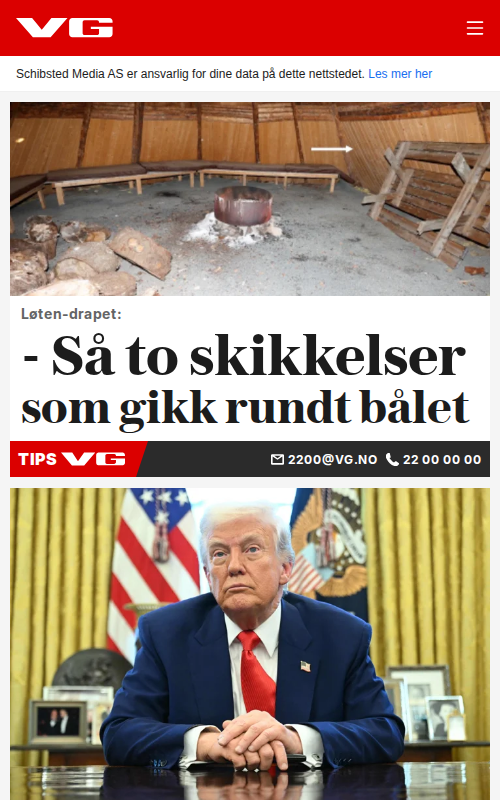 VG
Schibsted Media AS er ansvarlig for dine data på dette nettstedet. Les mer her
Løten-drapet:
- Så to skikkelser
som gikk rundt bålet
TIPS VG 2200@VG.NO 22 00 00 00